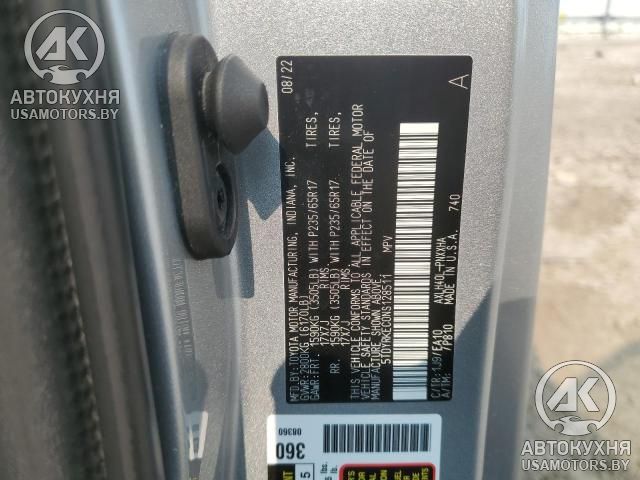 АВТОКУХНЯ
USAMOTORS.BY
MFD.BY:TOYOTA MOTOR MANUFACTURING, INDIANA, INC. 08/22
GVWR:2800KG (6170LB)
GAWR:FRT. 1590KG (3505LB) WITH P235/65R17 TIRES,
17X7J RIMS
RR. 1590KG (3505LB) WITH P235/65R17 TIRES,
17X7J RIMS.
THIS VEHICLE CONFORMS TO ALL APPLICABLE FEDERAL MOTOR
VEHICLE SAFETY STANDARDS IN EFFECT ON THE DATE OF
MANUFACTURE SHOWN ABOVE.
5TDYRKEC0NS128511 MPV
C/TR:1J9/EA10 AXLH40L-PNXXHA A
A/TM: /P810 MADE IN U.S.A. 740
08360
360
АВТОКУХНЯ
USAMOTORS.BY